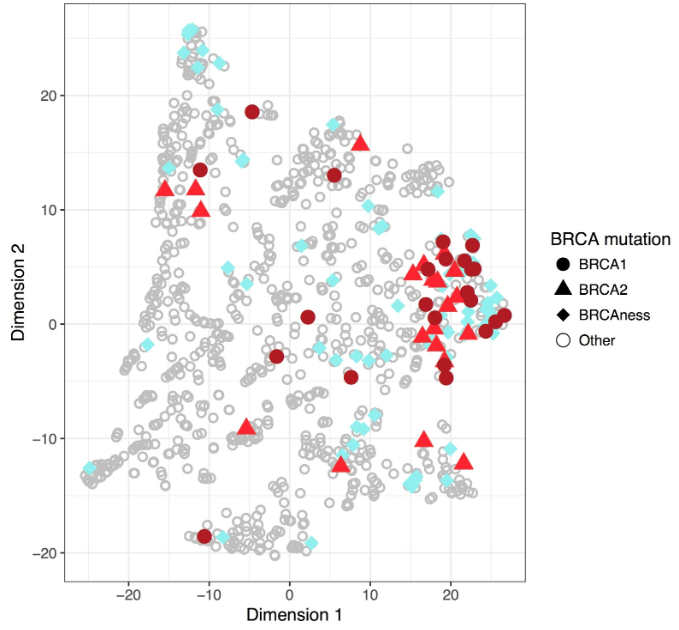 20
10
0
−10
−20
Dimension 2
−20 −10 0 10 20
Dimension 1
BRCA mutation
BRCA1
BRCA2
BRCAness
Other